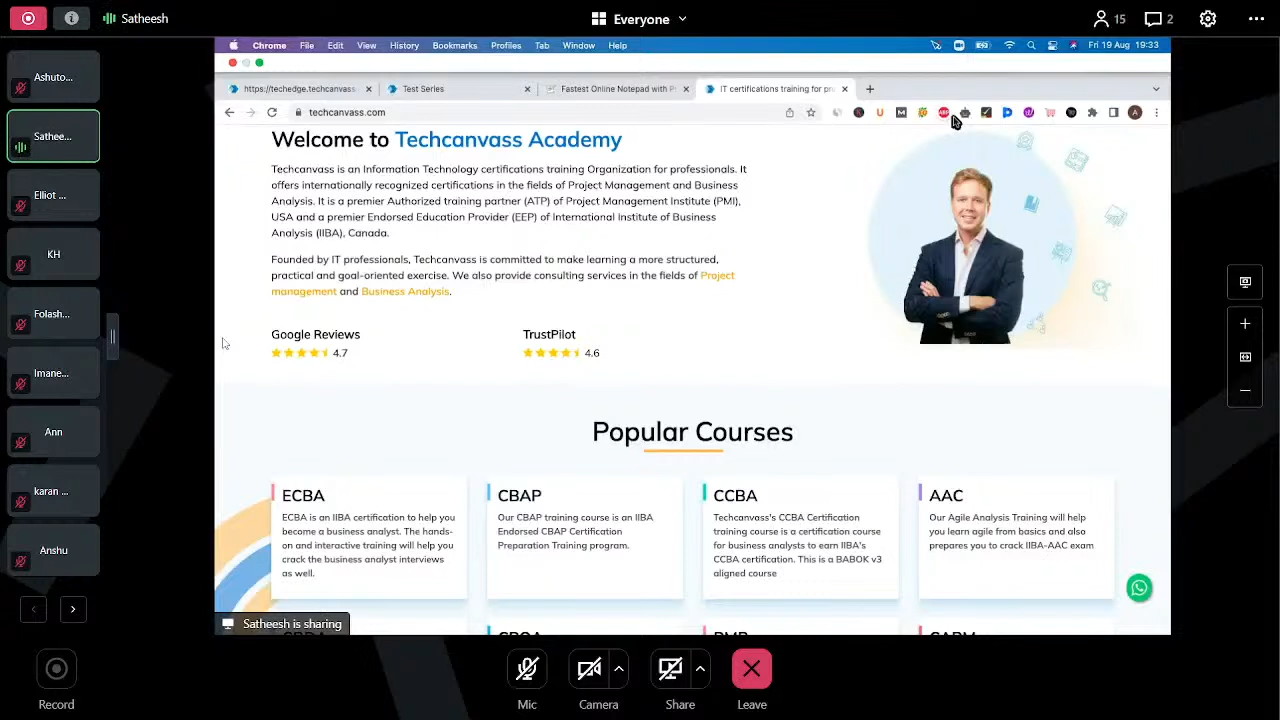 Satheesh
Everyone
15
2
Chrome File Edit View History Bookmarks Profiles Tab Window Help
Fri 19 Aug 19:33
https://techedge.techcanvass
Test Series
Fastest Online Notepad with P
IT certifications training for pr
techcanvass.com
Welcome to Techcanvass Academy
Techcanvass is an Information Technology certifications training Organization for professionals. It
offers internationally recognized certifications in the fields of Project Management and Business
Analysis. It is a premier Authorized training partner (ATP) of Project Management Institute (PMI),
USA and a premier Endorsed Education Provider (EEP) of International Institute of Business
Analysis (IIBA), Canada.
Founded by IT professionals, Techcanvass is committed to make learning a more structured,
practical and goal-oriented exercise. We also provide consulting services in the fields of Project
management and Business Analysis.
Google Reviews
4.7
TrustPilot
4.6
Popular Courses
ECBA
ECBA is an IIBA certification to help you
become a business analyst. The hands-
on and interactive training will help you
crack the business analyst interviews
as well.
CBAP
Our CBAP training course is an IIBA
Endorsed CBAP Certification
Preparation Training program.
CCBA
Techcanvass's CCBA Certification
training course is a certification course
for business analysts to earn IIBA's
CCBA certification. This is a BABOK v3
aligned course
AAC
Our Agile Analysis Training will help
you learn agile from basics and also
prepares you to crack IIBA-AAC exam
Ashuto...
Sathee...
Elliot ...
KH
Folash...
Imane...
Ann
karan ...
Anshu
Satheesh is sharing
Record
Mic
Camera
Share
Leave